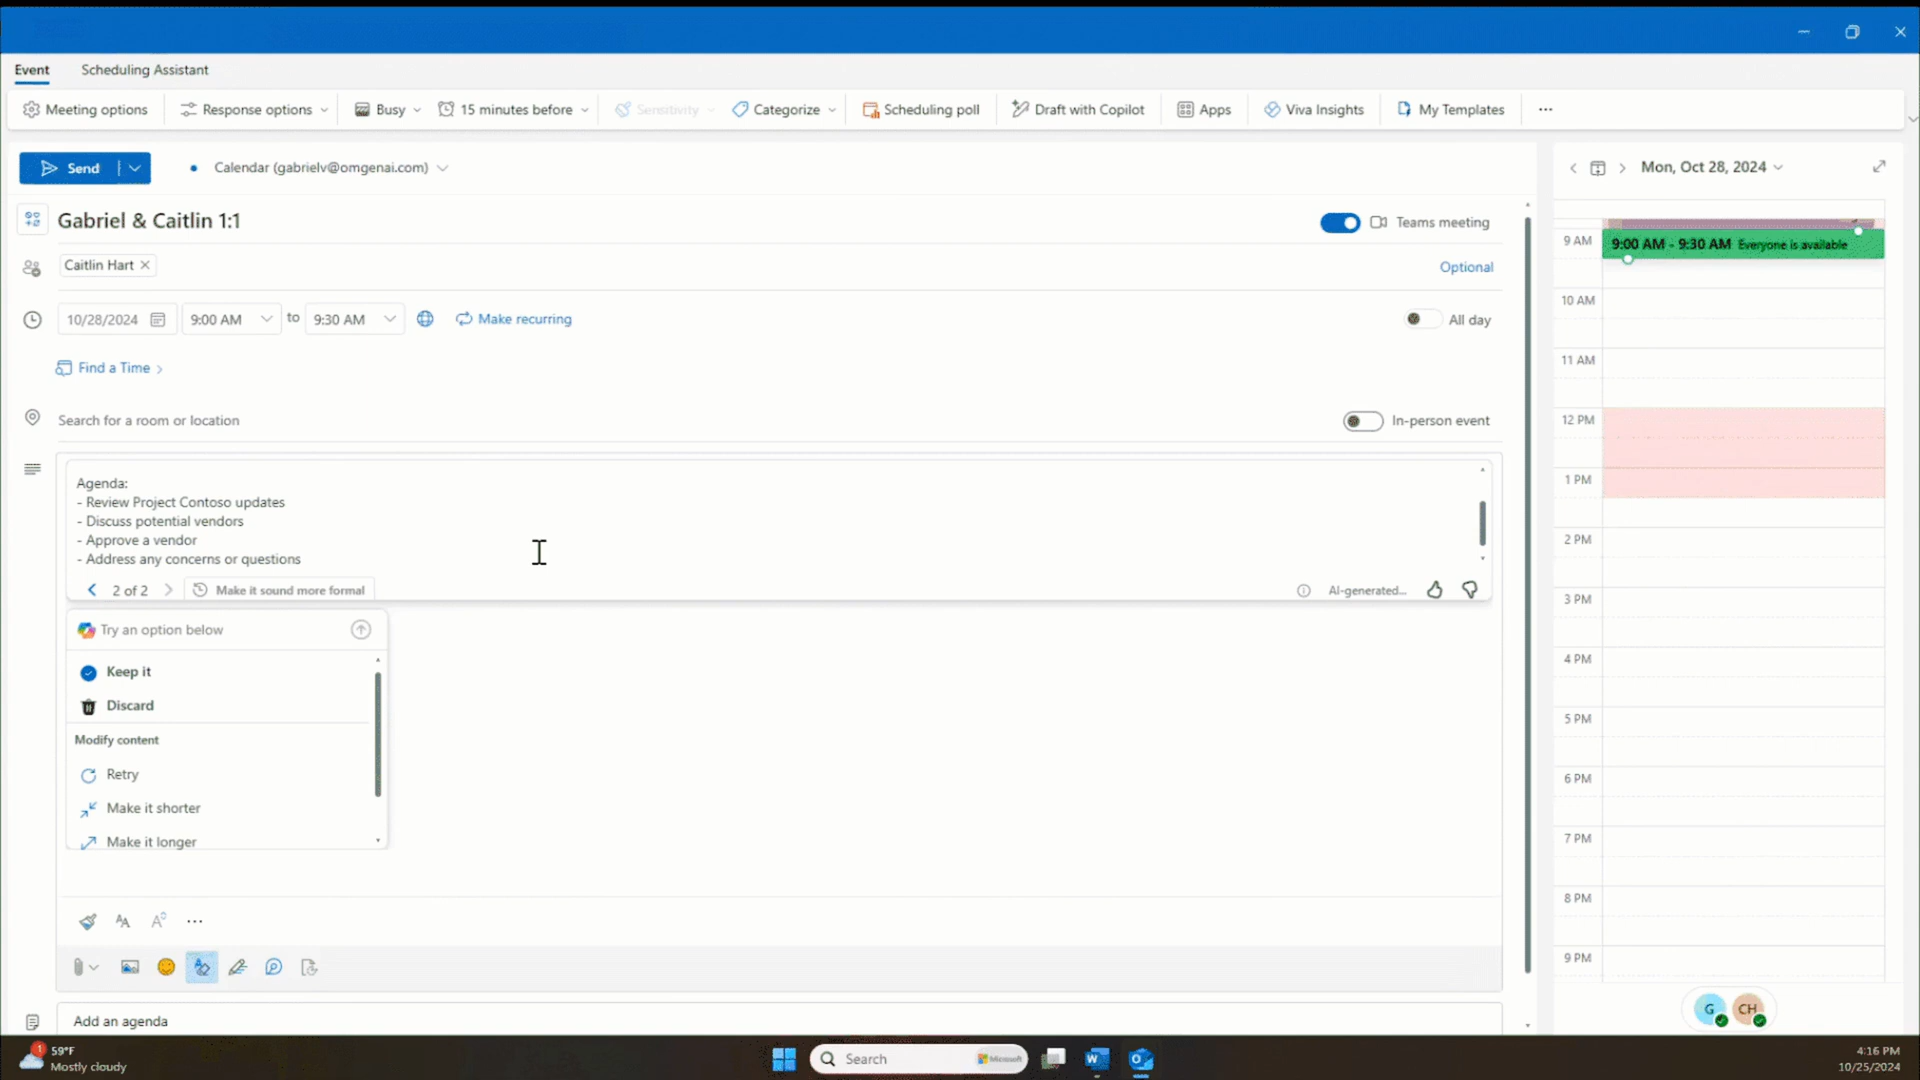 Event Scheduling Assistant
Meeting options Response options Busy 15 minutes before Sensitivity Categorize Scheduling poll Draft with Copilot Apps Viva Insights My Templates ...
Send Calendar (gabrielv@omgenai.com) Mon, Oct 28, 2024
Gabriel & Caitlin 1:1 Teams meeting
Caitlin Hart Optional
10/28/2024 9:00 AM to 9:30 AM Make recurring All day
Find a Time
Search for a room or location In-person event
Agenda:
- Review Project Contoso updates
- Discuss potential vendors
- Approve a vendor
- Address any concerns or questions
2 of 2 Make it sound more formal AI-generated...
Try an option below
Keep it
Discard
Modify content
Retry
Make it shorter
Make it longer
Add an agenda
9 AM 9:00 AM - 9:30 AM Everyone is available
10 AM
11 AM
12 PM
1 PM
2 PM
3 PM
4 PM
5 PM
6 PM
7 PM
8 PM
9 PM
G CH
1 59°F
Mostly cloudy
Search Microsoft
4:16 PM
10/25/2024